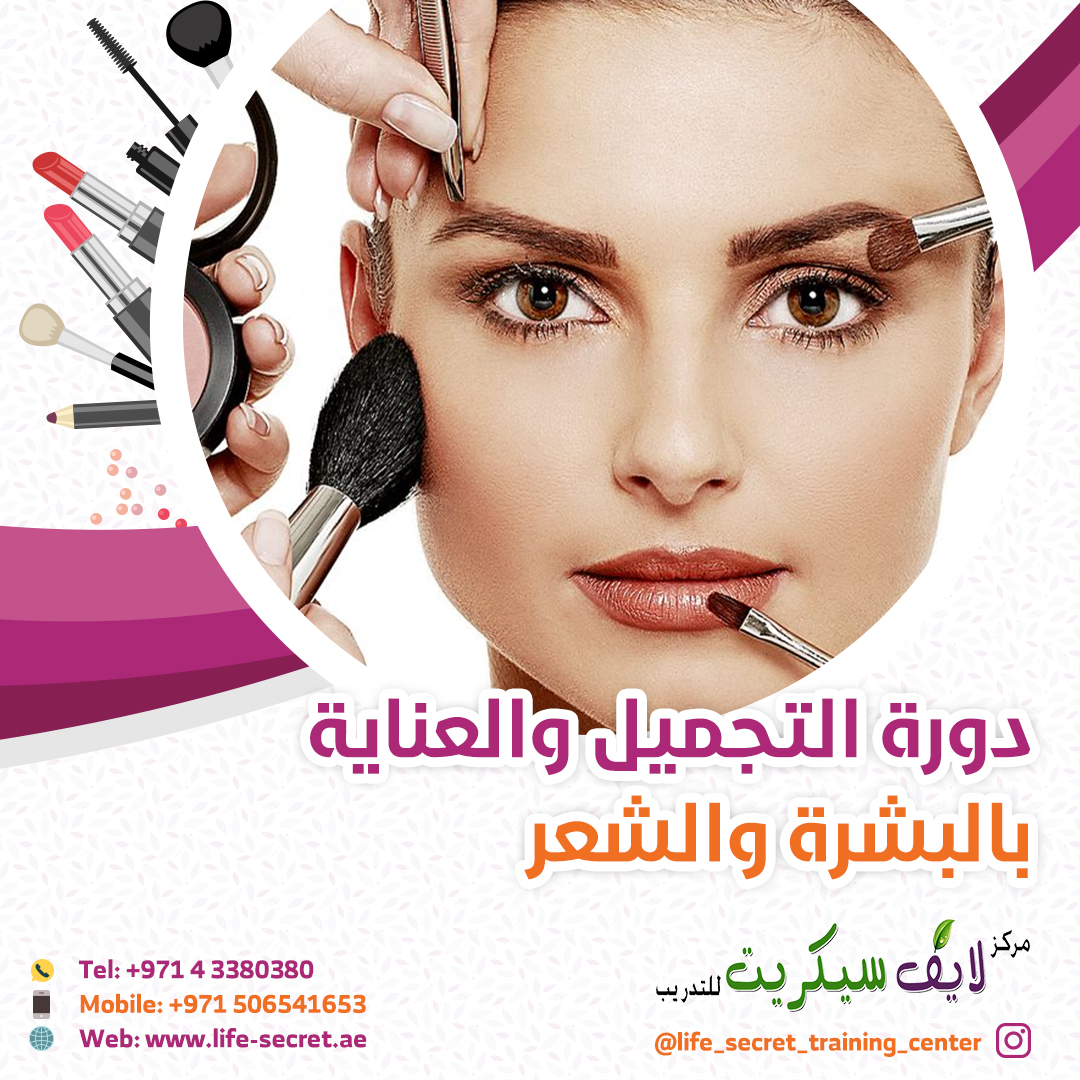 دورة التجميل والعناية
بالبشرة والشعر
مركز لايف سيكريت للتدريب
@life_secret_training_center
Tel: +971 4 3380380
Mobile: +971 506541653
Web: www.life-secret.ae